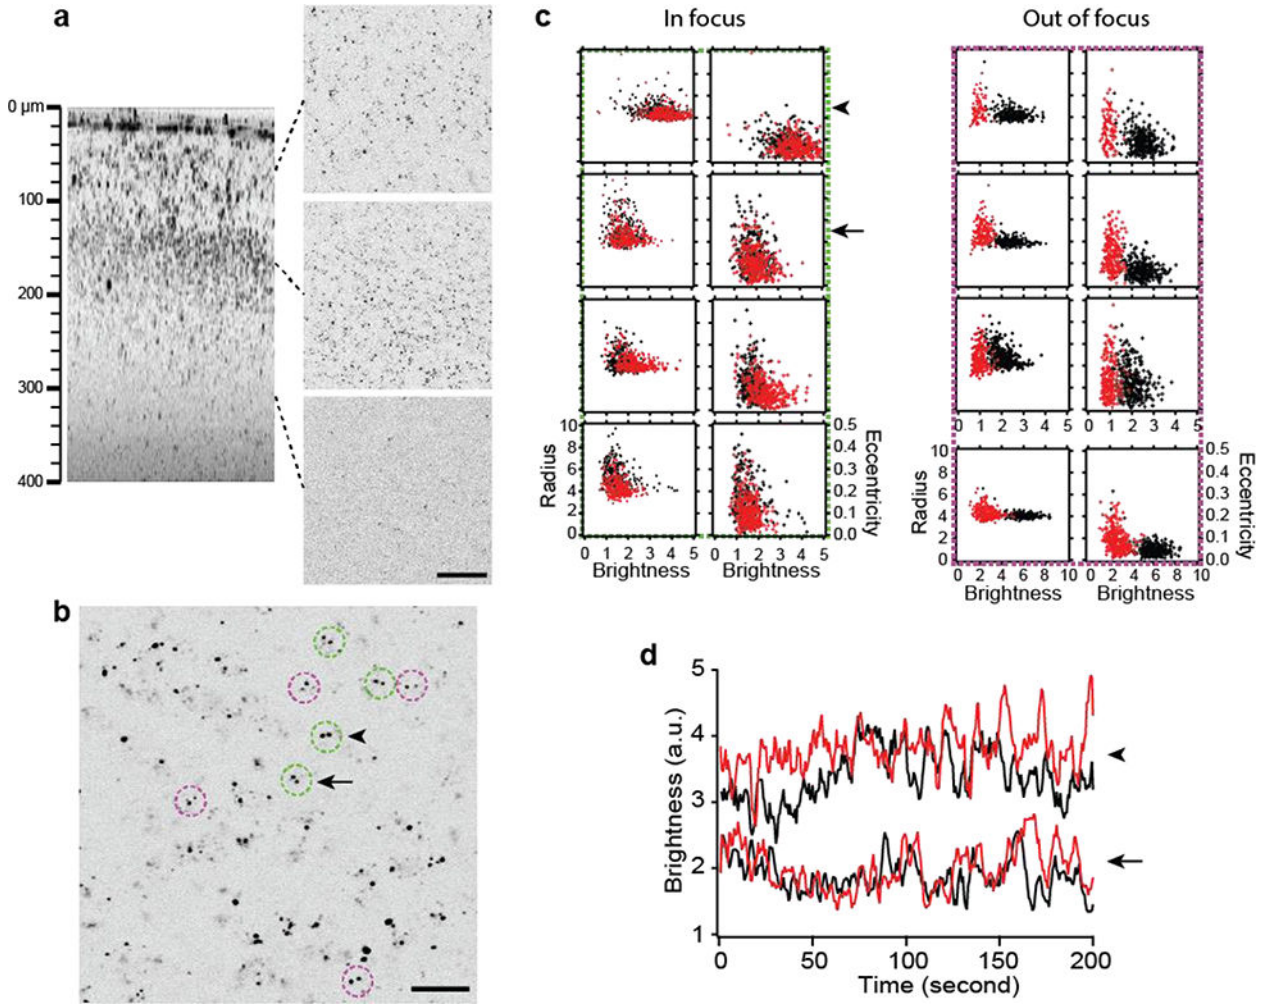 a
0 µm
100
200
300
400
b
c
In focus
Out of focus
10
8
6
4
2
0
Radius
0.5
0.4
0.3
0.2
0.1
0.0
Eccentricity
0 1 2 3 4 5
1 2 3 4 5
Brightness
Brightness
0 1 2 3 4 5
1 2 3 4 5
10
8
6
4
2
0
Radius
0.5
0.4
0.3
0.2
0.1
0.0
Eccentricity
0 2 4 6 8 10
2 4 6 8 10
Brightness
Brightness
d
5
4
3
2
1
Brightness (a.u.)
0 50 100 150 200
Time (second)